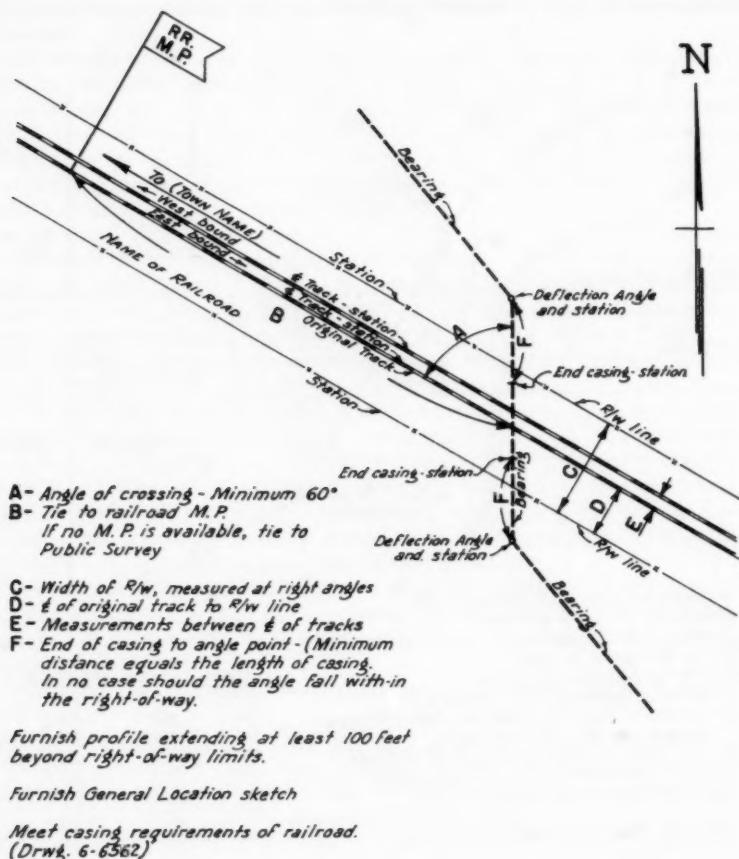 RR.
M.P.
N
To (Town Name)
West bound
East bound
NAME OF RAILROAD
B
Station
℄ Track - station
℄ Track - station
Original Track
Station
A
Bearing
Deflection Angle
and station
F
End casing-station
R/w line
End casing-station
F
Bearing
C
D
E
R/w line
Deflection Angle
and. station
Bearing
A- Angle of crossing - Minimum 60°
B- Tie to railroad M.P.
If no M.P. is available, tie to
Public Survey
C- Width of R/w, measured at right angles
D- ℄ of original track to R/w line
E- Measurements between ℄ of tracks
F- End of casing to angle point - (Minimum
distance equals the length of casing.
In no case should the angle fall with-in
the right-of-way.
Furnish profile extending at least 100 feet
beyond right-of-way limits.
Furnish General Location sketch
Meet casing requirements of railroad.
(Drwg. 6-6562)